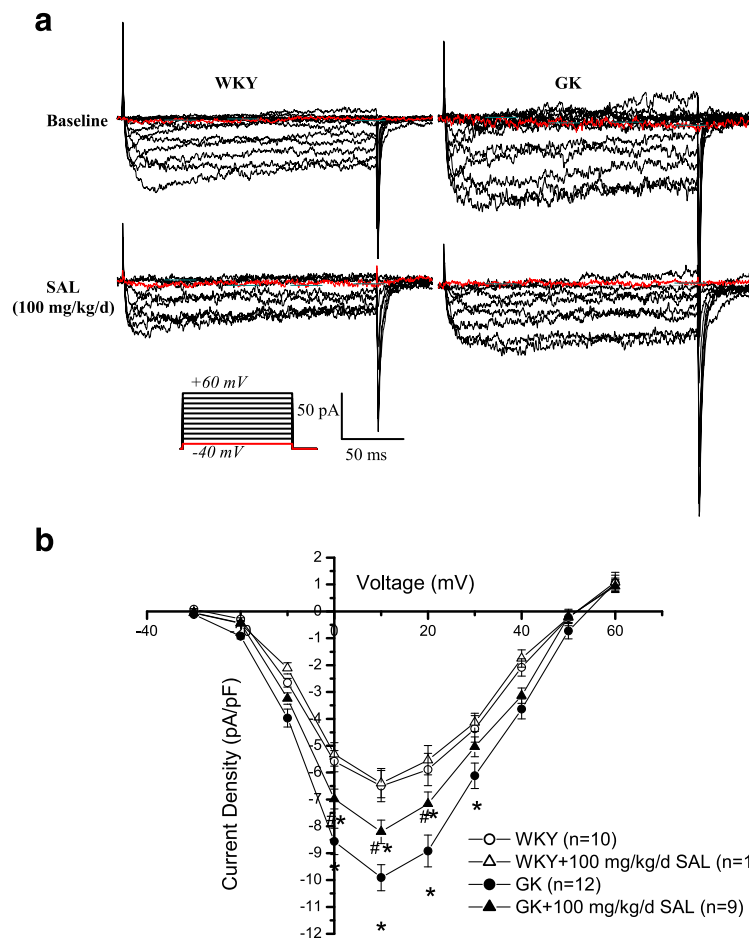 a
WKY
GK
Baseline
SAL
(100 mg/kg/d)
+60 mV
-40 mV
50 pA
50 ms
b
Voltage (mV)
Current Density (pA/pF)
2
1
0
-1
-2
-3
-4
-5
-6
-7
-8
-9
-10
-11
-12
-40
0
20
40
60
#*
#*
#*
*
*
*
*
WKY (n=10)
WKY+100 mg/kg/d SAL (n=1
GK (n=12)
GK+100 mg/kg/d SAL (n=9)